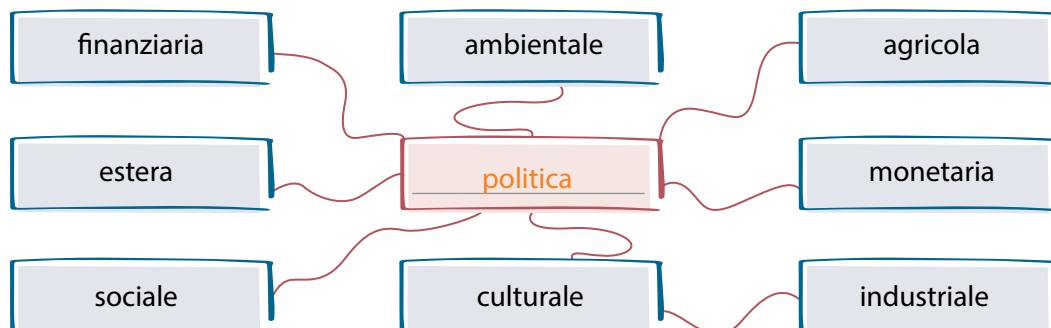 finanziaria
ambientale
agricola
estera
politica
monetaria
sociale
culturale
industriale